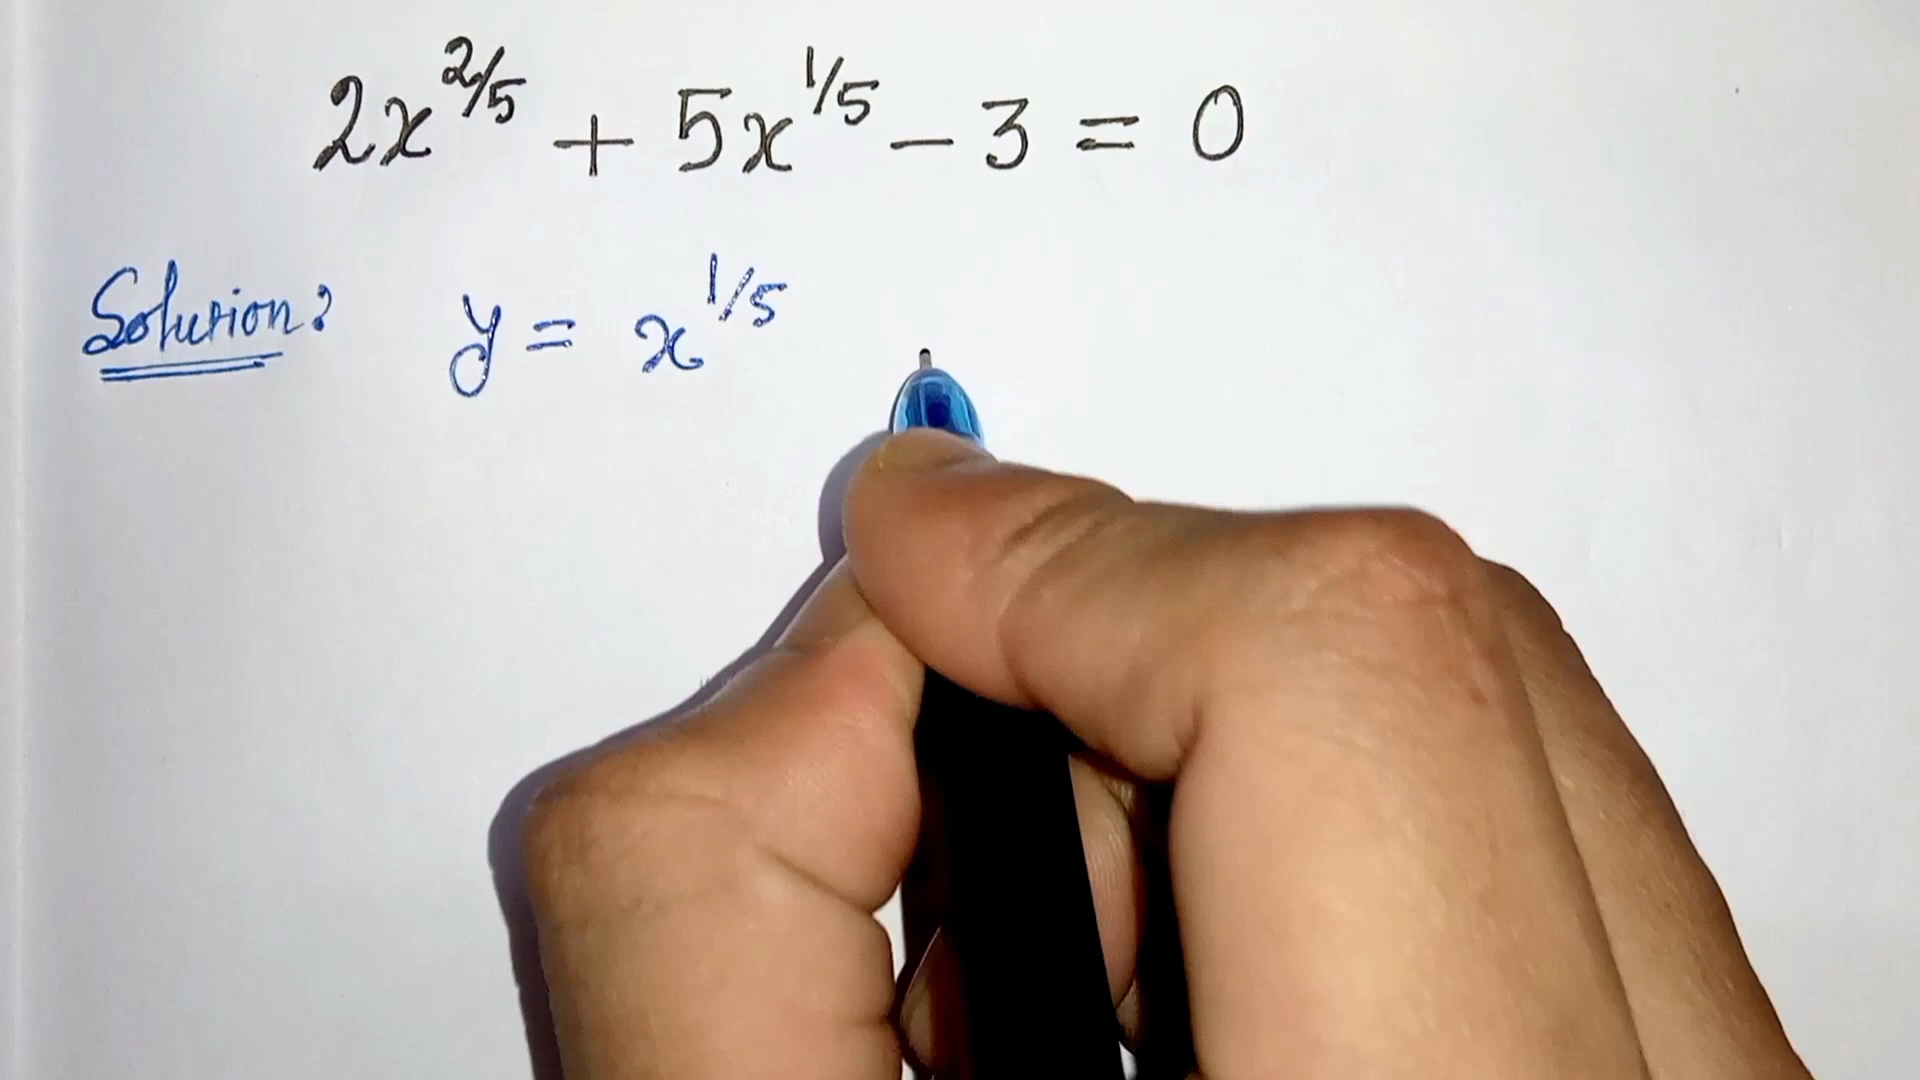 2x^{2/5} + 5x^{1/5} - 3 = 0
Solution: y = x^{1/5}